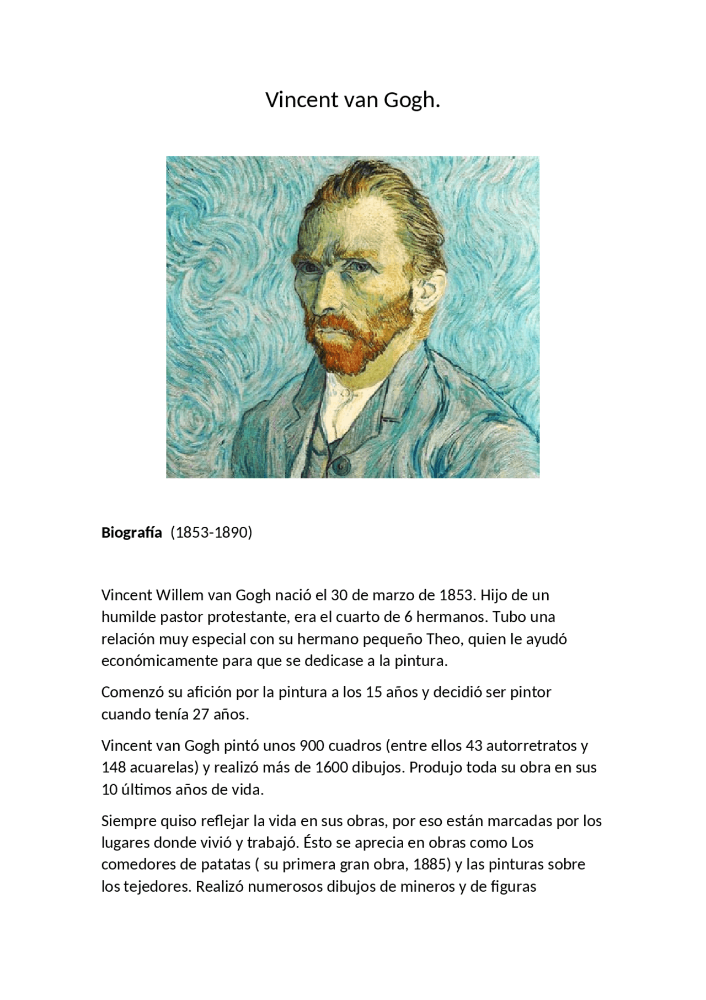 Vincent van Gogh.
Biografía (1853-1890)
Vincent Willem van Gogh nació el 30 de marzo de 1853. Hijo de un
humilde pastor protestante, era el cuarto de 6 hermanos. Tubo una
relación muy especial con su hermano pequeño Theo, quien le ayudó
económicamente para que se dedicase a la pintura.
Comenzó su afición por la pintura a los 15 años y decidió ser pintor
cuando tenía 27 años.
Vincent van Gogh pintó unos 900 cuadros (entre ellos 43 autorretratos y
148 acuarelas) y realizó más de 1600 dibujos. Produjo toda su obra en sus
10 últimos años de vida.
Siempre quiso reflejar la vida en sus obras, por eso están marcadas por los
lugares donde vivió y trabajó. Ésto se aprecia en obras como Los
comedores de patatas ( su primera gran obra, 1885) y las pinturas sobre
los tejedores. Realizó numerosos dibujos de mineros y de figuras